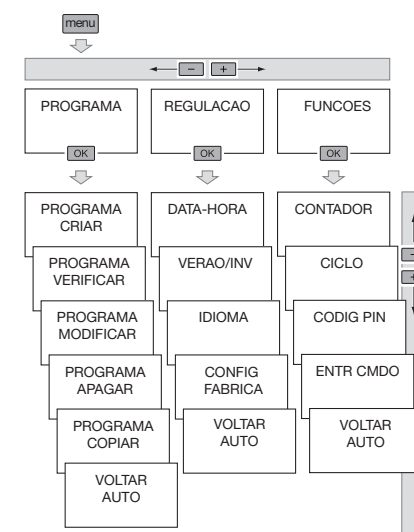 menu
- +
PROGRAMA
OK
REGULACAO
OK
FUNCOES
OK
PROGRAMA
CRIAR
PROGRAMA
VERIFICAR
PROGRAMA
MODIFICAR
PROGRAMA
APAGAR
PROGRAMA
COPIAR
VOLTAR
AUTO
DATA-HORA
VERAO/INV
IDIOMA
CONFIG
FABRICA
VOLTAR
AUTO
CONTADOR
CICLO
CODIG PIN
ENTR CMDO
VOLTAR
AUTO
-
+